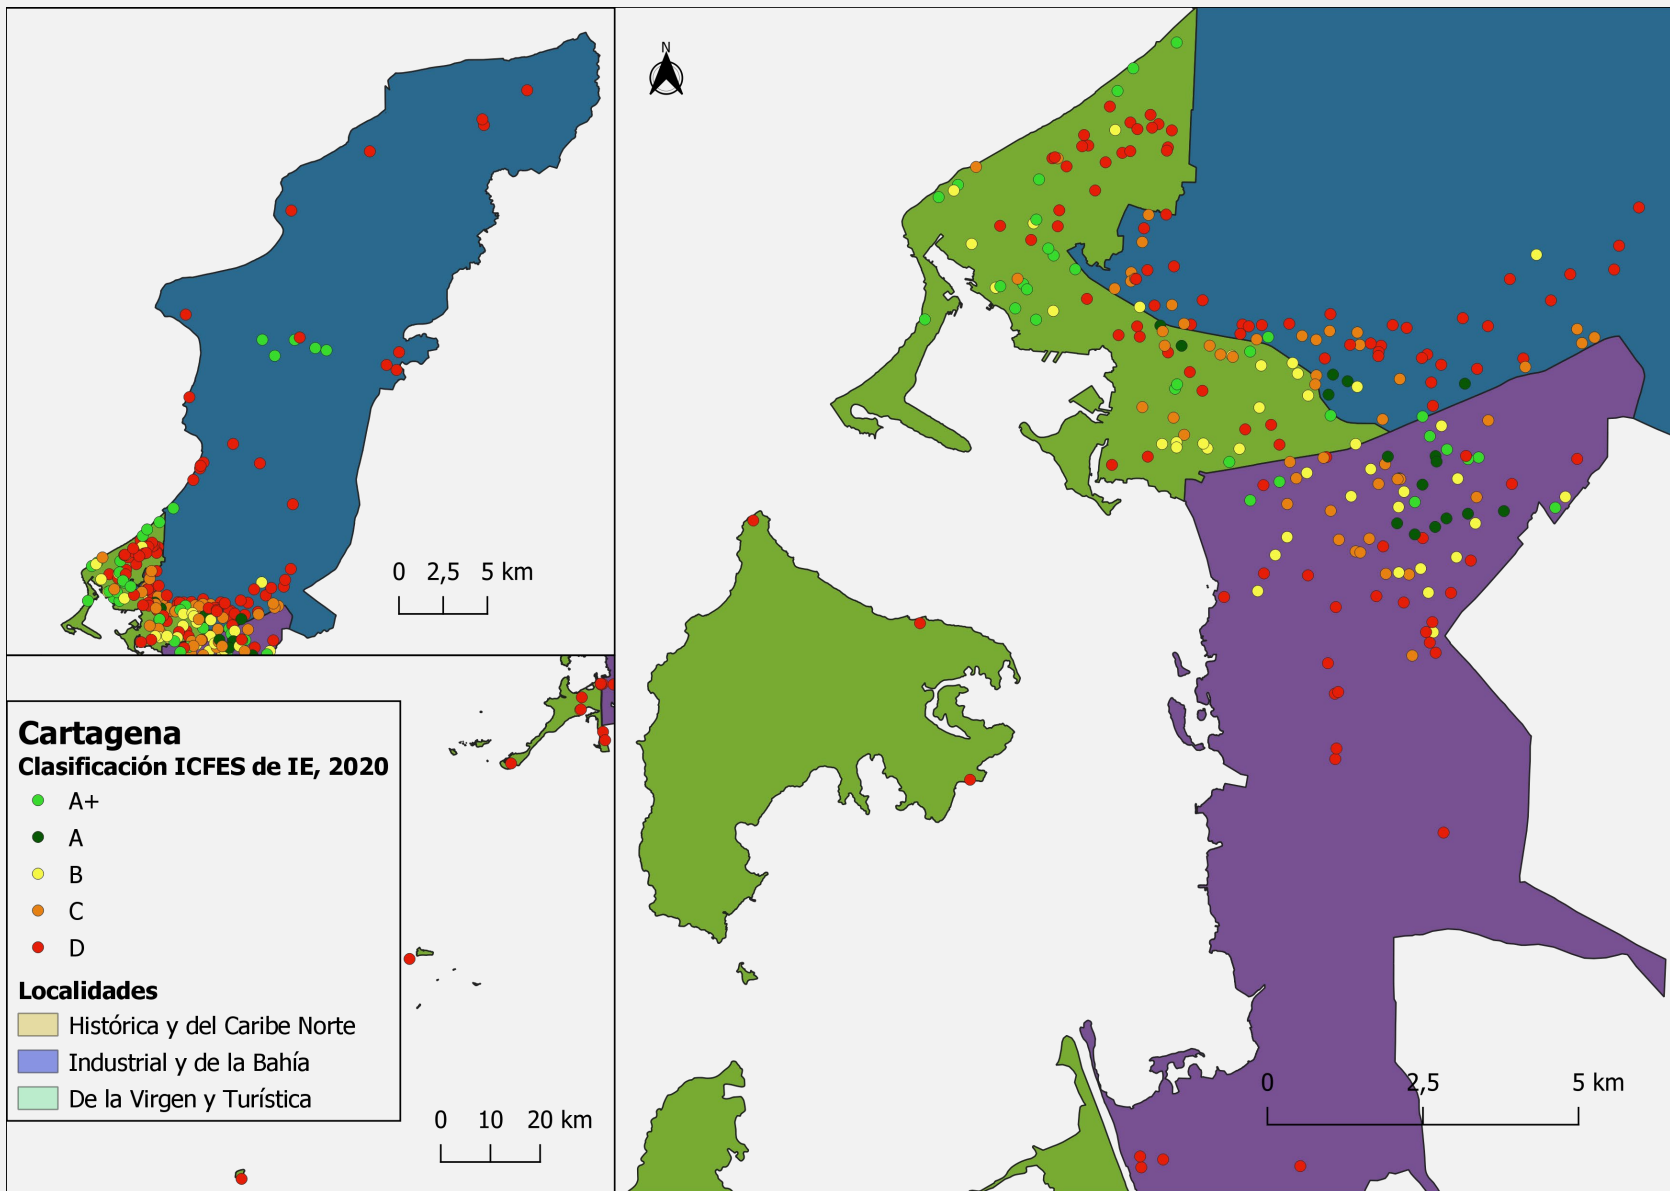 N
0 2,5 5 km
Cartagena
Clasificación ICFES de IE, 2020
A+
A
B
C
D
Localidades
Histórica y del Caribe Norte
Industrial y de la Bahía
De la Virgen y Turística
0 10 20 km
0 2,5 5 km